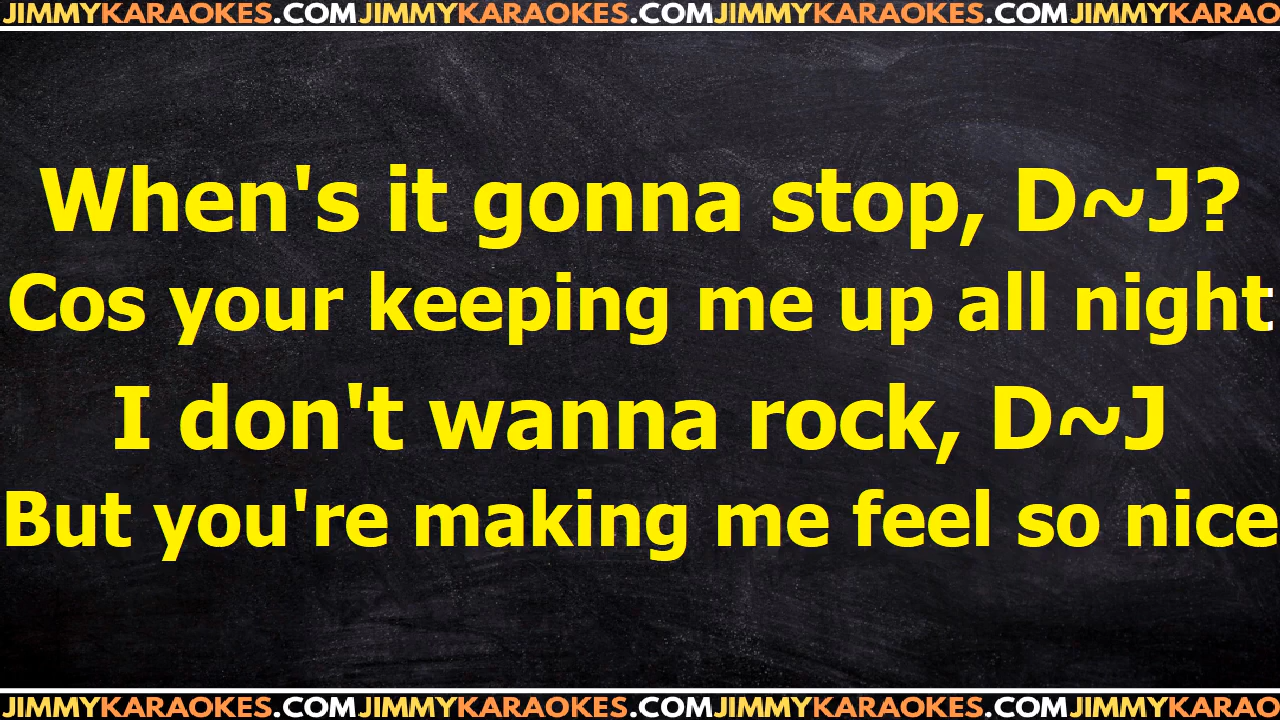 JIMMYKARAOKES.COMJIMMYKARAOKES.COMJIMMYKARAOKES.COMJIMMYKARAO
When's it gonna stop, D~J?
Cos your keeping me up all night
I don't wanna rock, D~J
But you're making me feel so nice
JIMMYKARAOKES.COMJIMMYKARAOKES.COMJIMMYKARAOKES.COMJIMMYKARAO